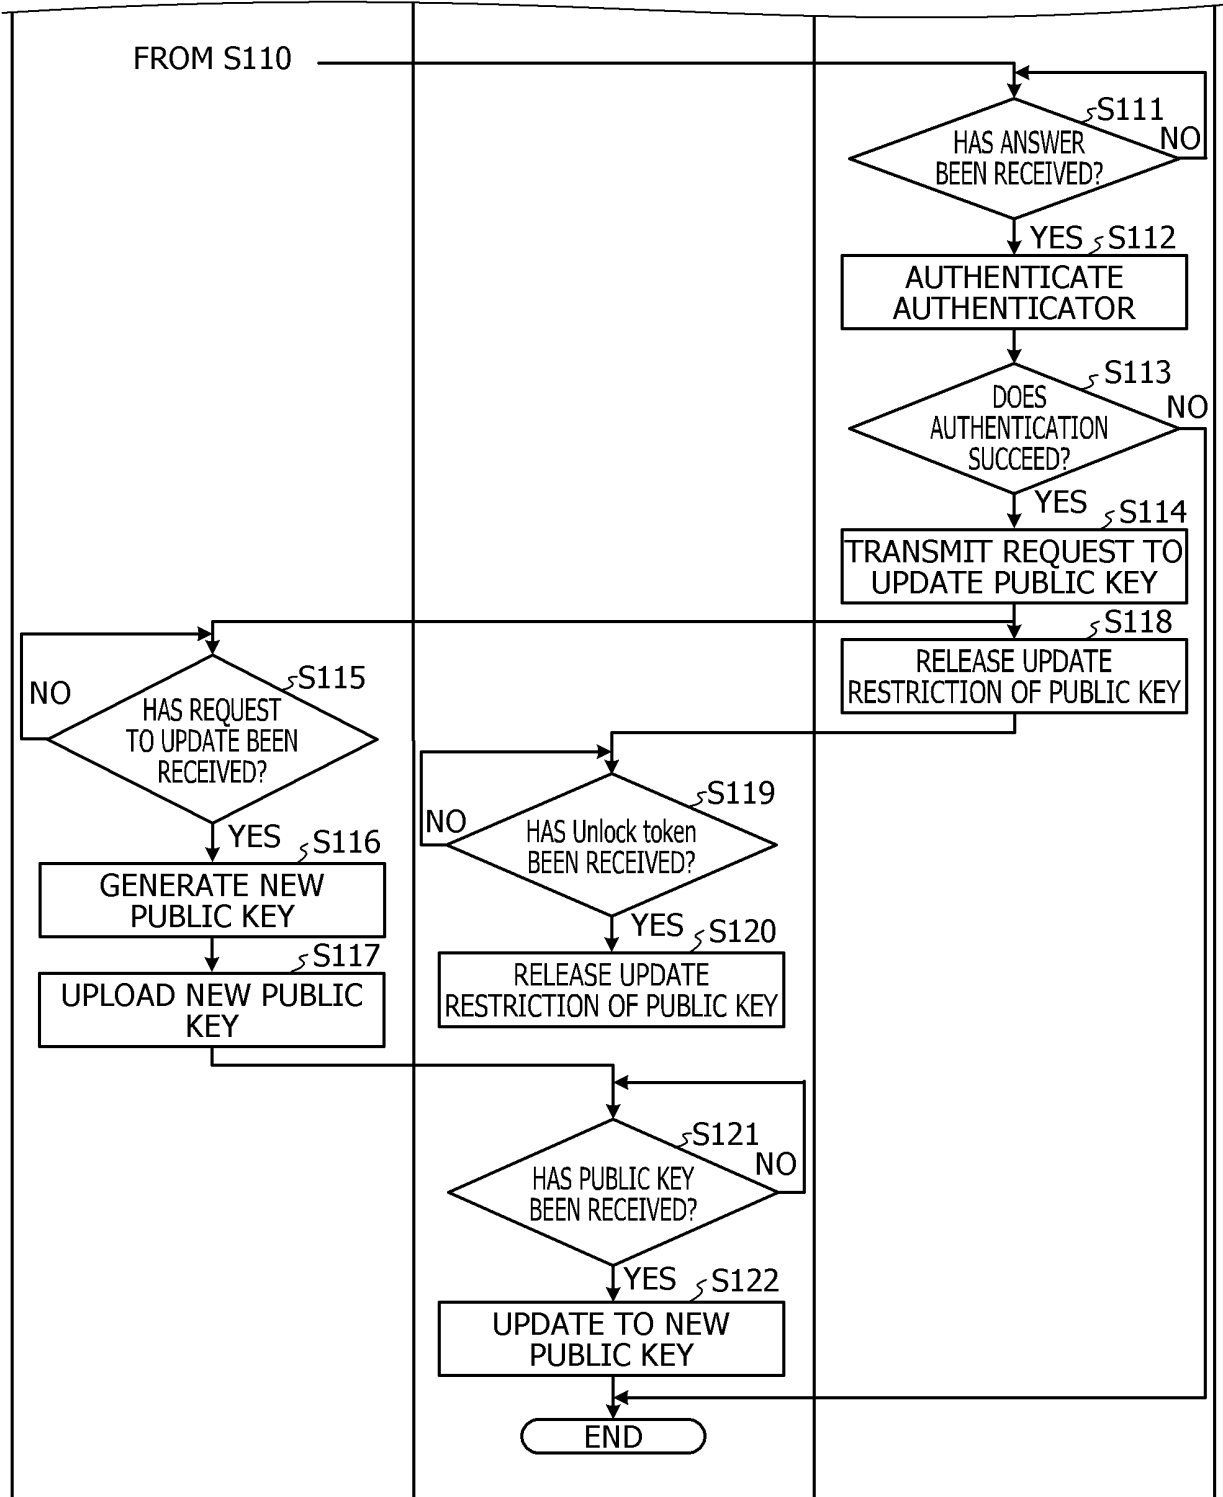 FROM S110
S111
HAS ANSWER
BEEN RECEIVED?
NO
YES
S112
AUTHENTICATE
AUTHENTICATOR
S113
DOES
AUTHENTICATION
SUCCEED?
NO
YES
S114
TRANSMIT REQUEST TO
UPDATE PUBLIC KEY
S118
RELEASE UPDATE
RESTRICTION OF PUBLIC KEY
S115
HAS REQUEST
TO UPDATE BEEN
RECEIVED?
NO
YES
S116
GENERATE NEW
PUBLIC KEY
S117
UPLOAD NEW PUBLIC
KEY
S119
HAS Unlock token
BEEN RECEIVED?
NO
YES
S120
RELEASE UPDATE
RESTRICTION OF PUBLIC KEY
S121
HAS PUBLIC KEY
BEEN RECEIVED?
NO
YES
S122
UPDATE TO NEW
PUBLIC KEY
END